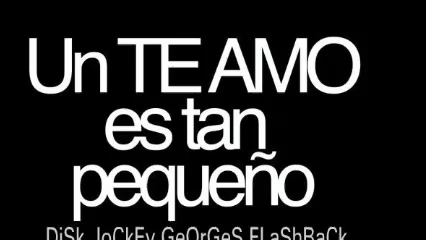 Un TE AMO
es tan
pequeño
DiSk JoCkEy GeOrGeS FLaShBaCk